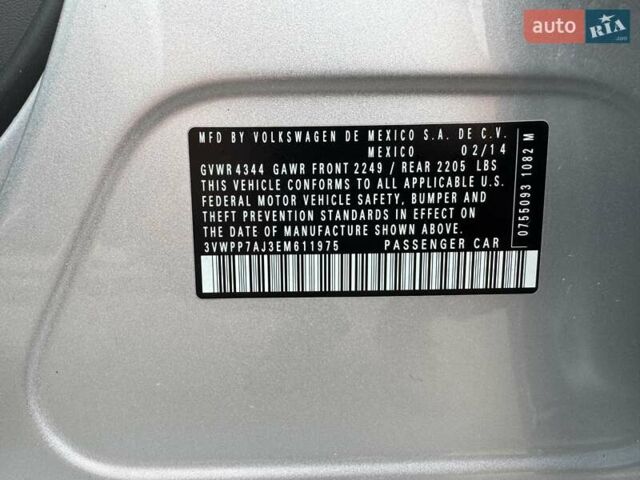 auto RIA.com
MFD BY VOLKSWAGEN DE MEXICO S.A. DE C.V.
MEXICO 02/14
GVWR 4344 GAWR FRONT 2249 / REAR 2205 LBS
THIS VEHICLE CONFORMS TO ALL APPLICABLE U.S.
FEDERAL MOTOR VEHICLE SAFETY, BUMPER AND
THEFT PREVENTION STANDARDS IN EFFECT ON
THE DATE OF MANUFACTURE SHOWN ABOVE.
3VWPP7AJ3EM611975 PASSENGER CAR
0755093 1082 M